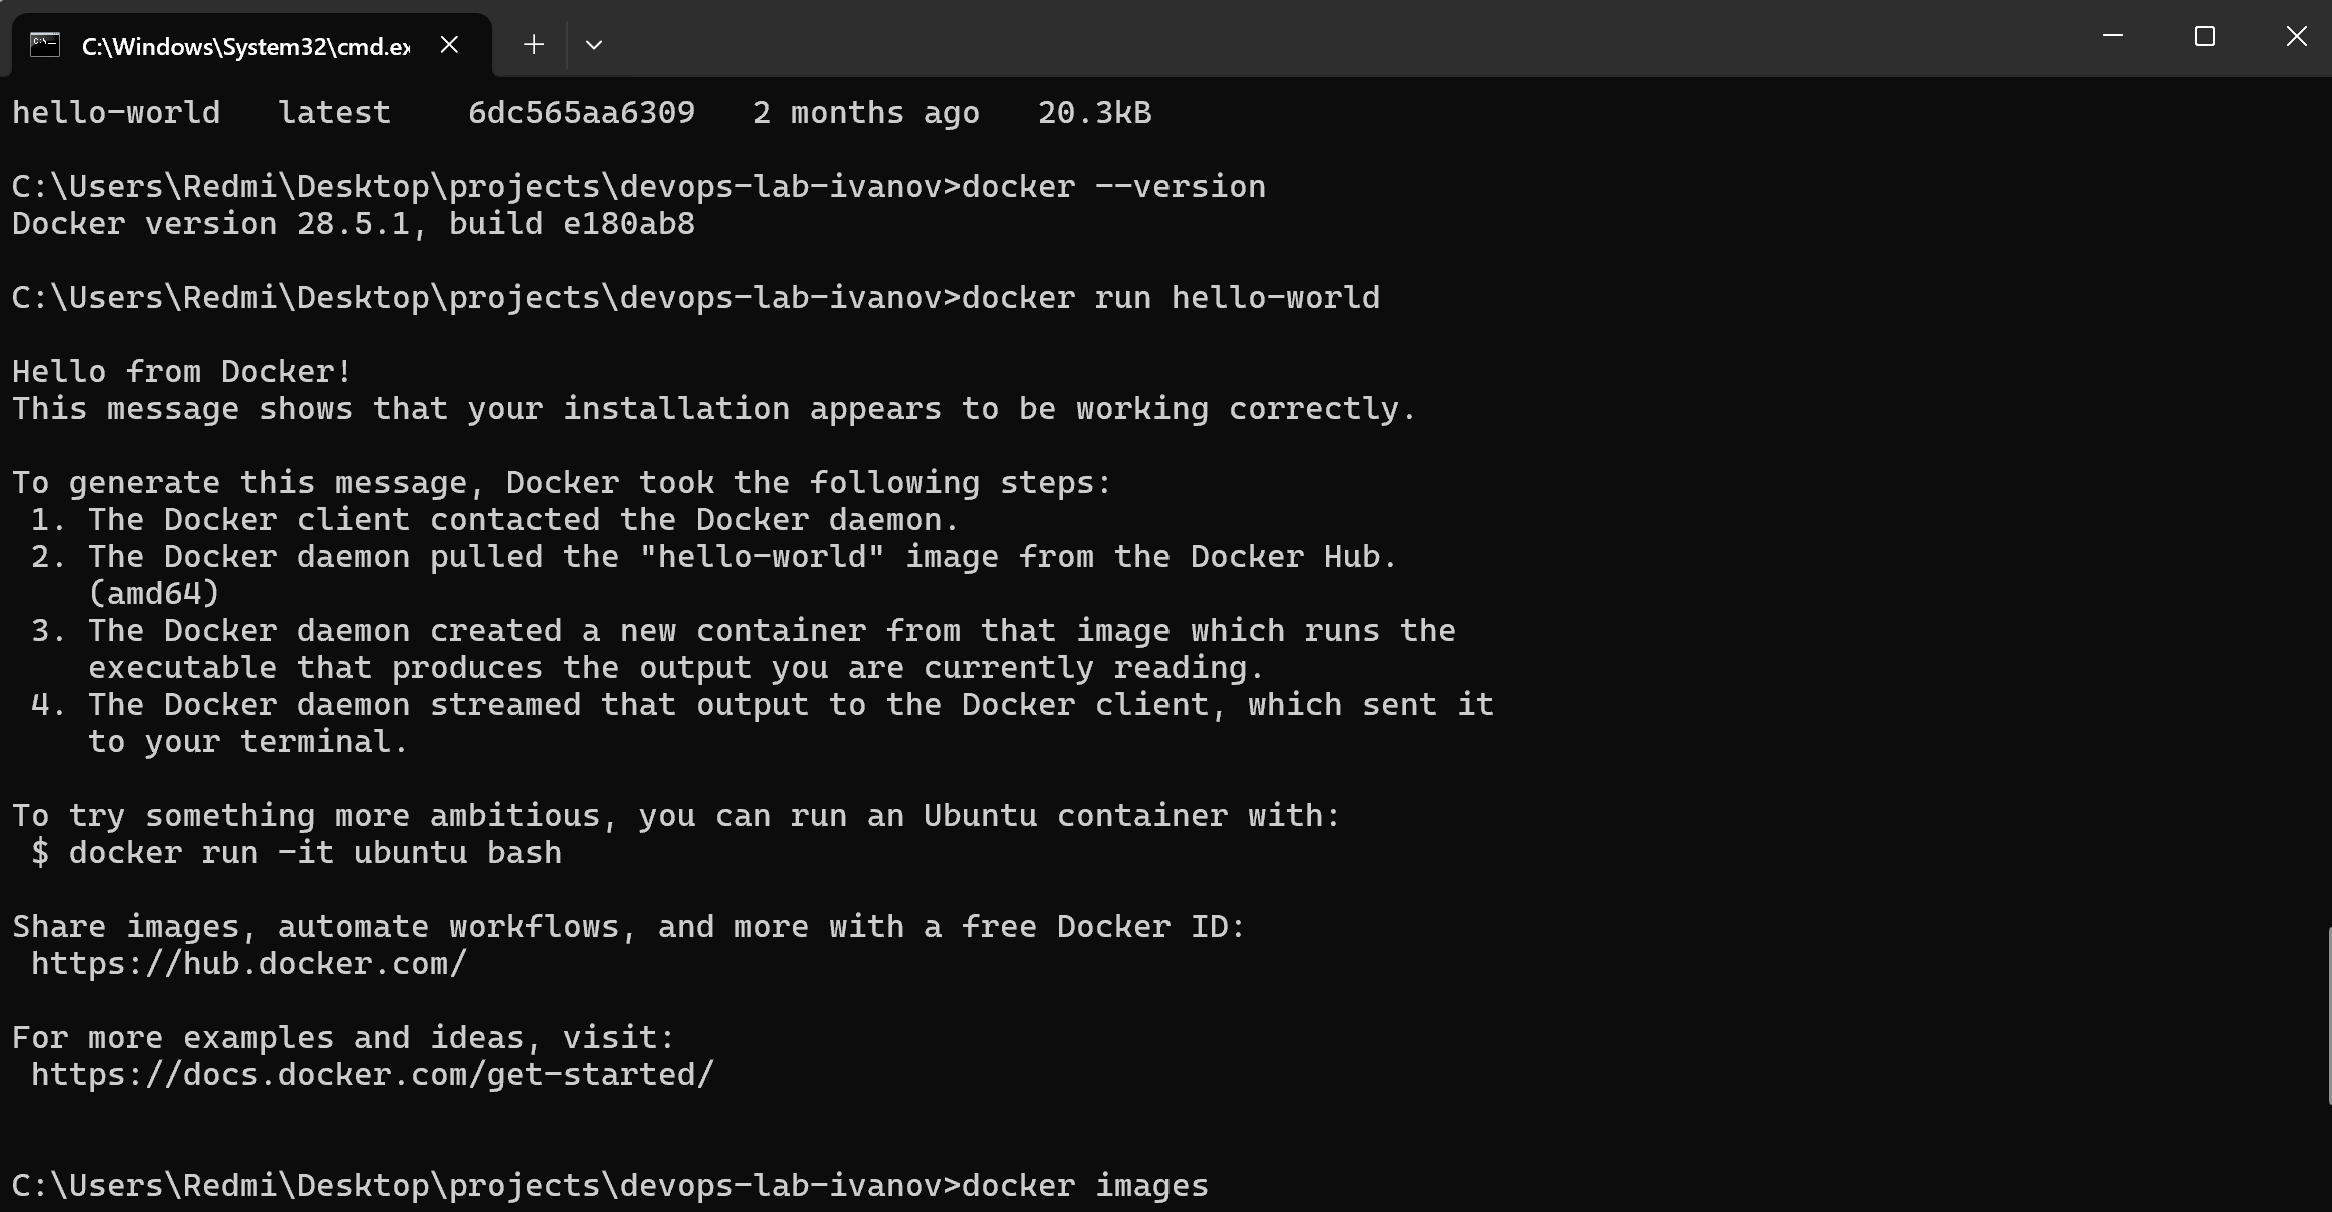 C:\Windows\System32\cmd.ex
hello-world   latest    6dc565aa6309   2 months ago   20.3kB
C:\Users\Redmi\Desktop\projects\devops-lab-ivanov>docker --version
Docker version 28.5.1, build e180ab8
C:\Users\Redmi\Desktop\projects\devops-lab-ivanov>docker run hello-world
Hello from Docker!
This message shows that your installation appears to be working correctly.
To generate this message, Docker took the following steps:
 1. The Docker client contacted the Docker daemon.
 2. The Docker daemon pulled the "hello-world" image from the Docker Hub.
    (amd64)
 3. The Docker daemon created a new container from that image which runs the
    executable that produces the output you are currently reading.
 4. The Docker daemon streamed that output to the Docker client, which sent it
    to your terminal.
To try something more ambitious, you can run an Ubuntu container with:
 $ docker run -it ubuntu bash
Share images, automate workflows, and more with a free Docker ID:
 https://hub.docker.com/
For more examples and ideas, visit:
 https://docs.docker.com/get-started/
C:\Users\Redmi\Desktop\projects\devops-lab-ivanov>docker images